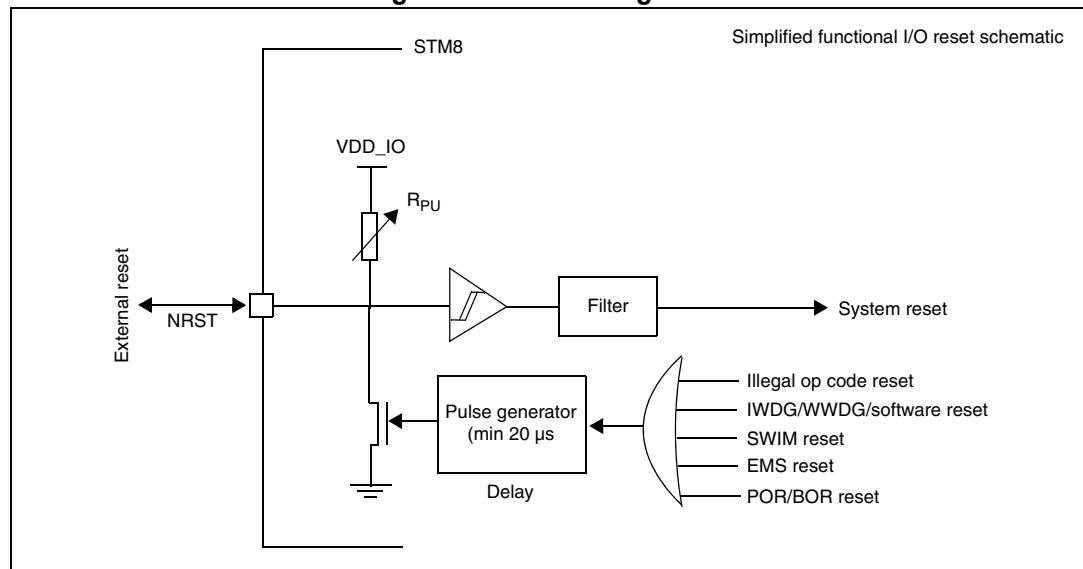 STM8
Simplified functional I/O reset schematic
VDD_IO
RPU
External reset
NRST
Filter
System reset
Pulse generator
(min 20 µs
Delay
Illegal op code reset
IWDG/WWDG/software reset
SWIM reset
EMS reset
POR/BOR reset